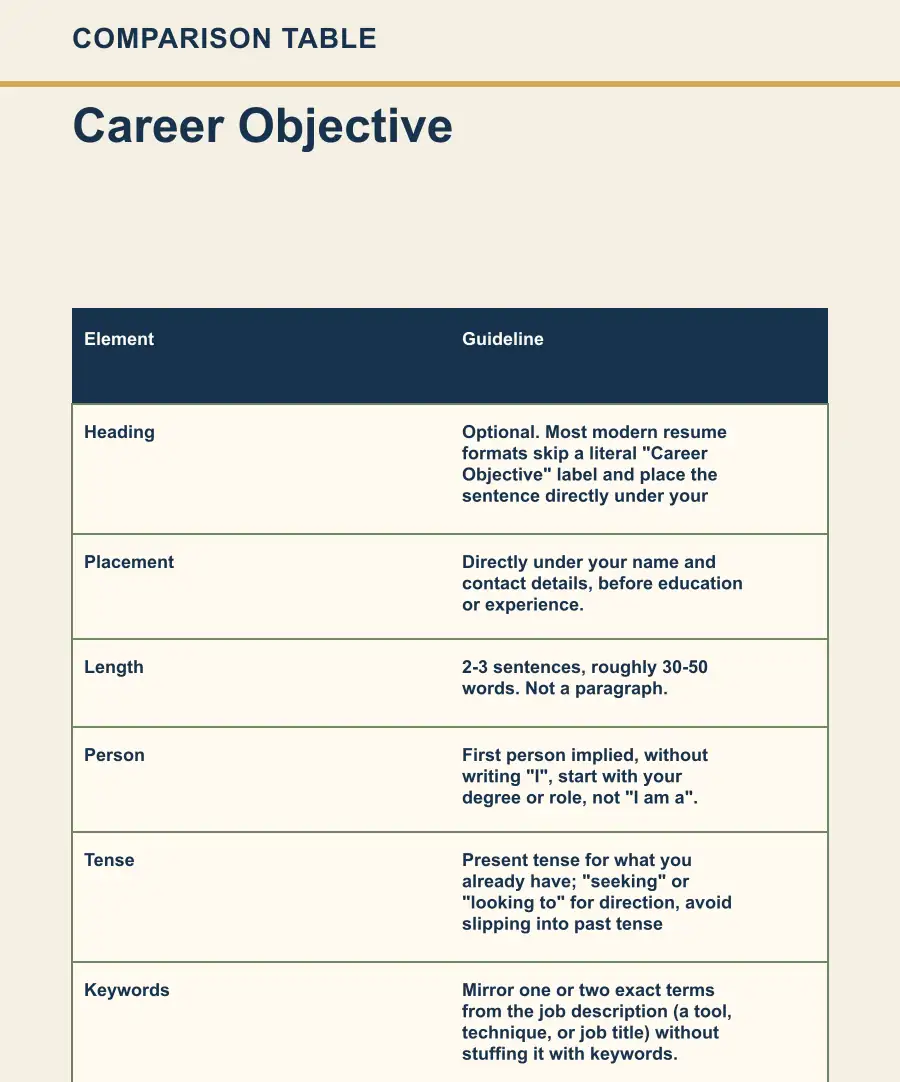 COMPARISON TABLE
Career Objective
Element
Guideline
Heading
Optional. Most modern resume
formats skip a literal "Career
Objective" label and place the
sentence directly under your
Placement
Directly under your name and
contact details, before education
or experience.
Length
2-3 sentences, roughly 30-50
words. Not a paragraph.
Person
First person implied, without
writing "I", start with your
degree or role, not "I am a".
Tense
Present tense for what you
already have; "seeking" or
"looking to" for direction, avoid
slipping into past tense
Keywords
Mirror one or two exact terms
from the job description (a tool,
technique, or job title) without
stuffing it with keywords.